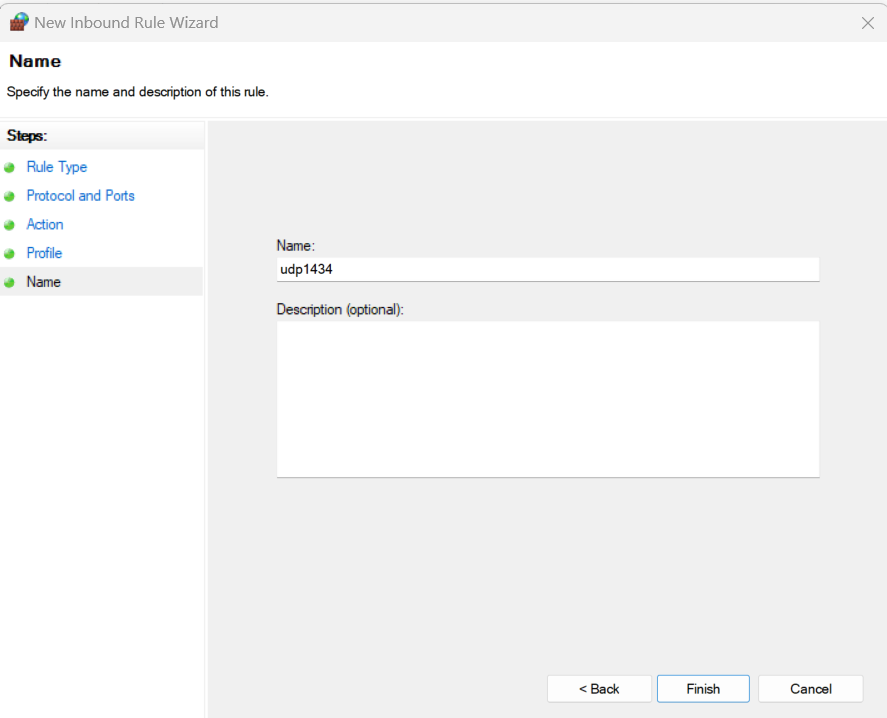 New Inbound Rule Wizard
Name
Specify the name and description of this rule.
Steps:
Rule Type
Protocol and Ports
Action
Profile
Name
Name:
udp1434
Description (optional):
< Back
Finish
Cancel